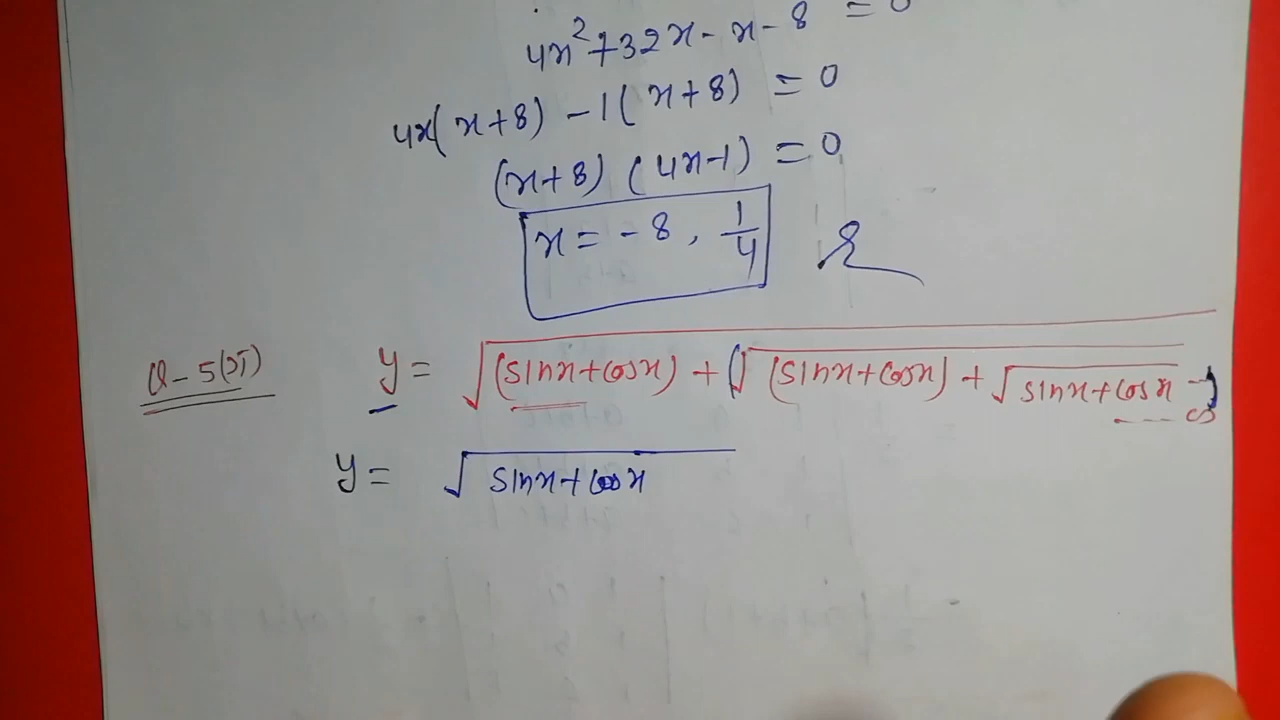 4x²+32x-x-8 = 0
4x(x+8) -1(x+8) = 0
(x+8) (4x-1) = 0
x = -8, 1/4
Q-5(अ) y = √((sinx+cosx) + (√((sinx+cosx) + √(sinx+cosx ---∞))))
y = √(sinx+cosx